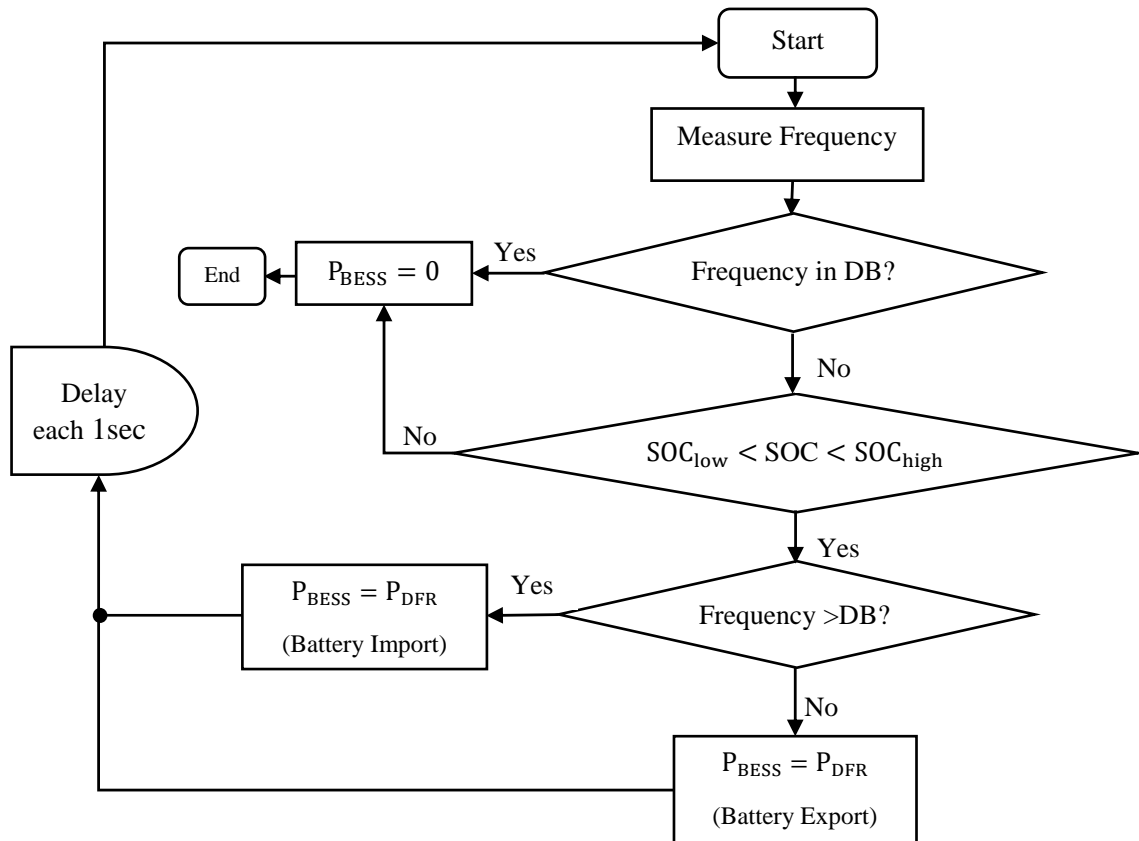 Start
Measure Frequency
Frequency in DB?
Yes
P_BESS = 0
End
No
SOC_low < SOC < SOC_high
No
Delay
each 1sec
Yes
Frequency >DB?
Yes
P_BESS = P_DFR
(Battery Import)
No
P_BESS = P_DFR
(Battery Export)